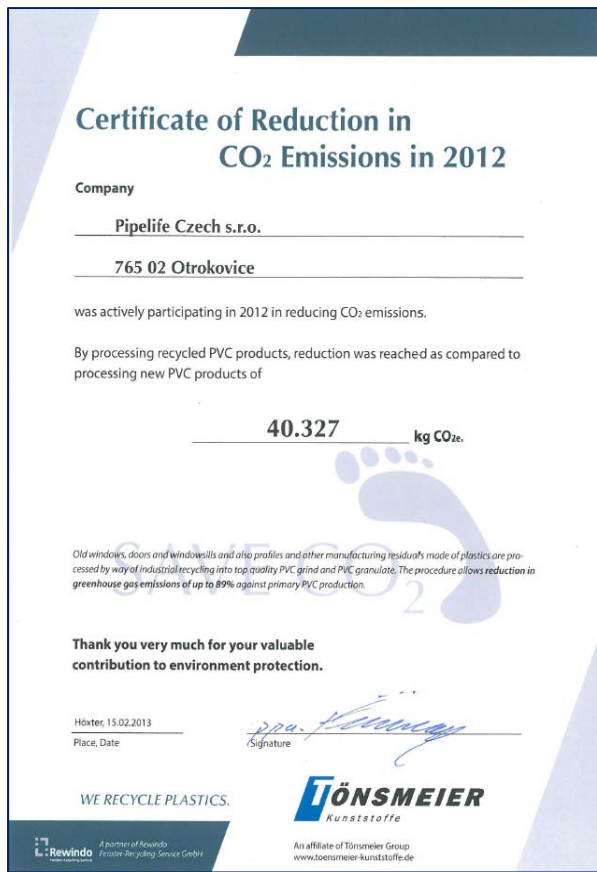 Certificate of Reduction in
CO2 Emissions in 2012
Company
Pipelife Czech s.r.o.
765 02 Otrokovice
was actively participating in 2012 in reducing CO2 emissions.
By processing recycled PVC products, reduction was reached as compared to
processing new PVC products of
40.327 kg CO2e.
SAVE CO2
Old windows, doors and windowsills and also profiles and other manufacturing residuals made of plastics are pro-
cessed by way of industrial recycling into top quality PVC grind and PVC granulate. The procedure allows reduction in
greenhouse gas emissions of up to 89% against primary PVC production.
Thank you very much for your valuable
contribution to environment protection.
Höxter, 15.02.2013
ppa.
Place, Date
Signature
WE RECYCLE PLASTICS.
TÖNSMEIER
Kunststoffe
Rewindo
A partner of Rewindo
Fenster-Recycling-Service GmbH
An affiliate of Tönsmeier Group
www.toensmeier-kunststoffe.de